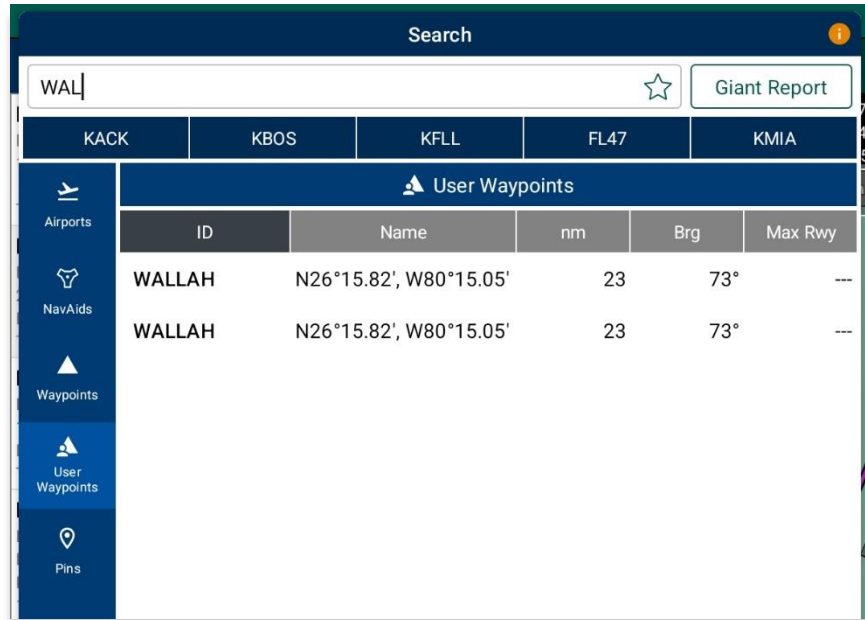 Search
WAL
Giant Report
KACK KBOS KFLL FL47 KMIA
User Waypoints
Airports
NavAids
Waypoints
User
Waypoints
Pins
ID Name nm Brg Max Rwy
WALLAH N26°15.82', W80°15.05' 23 73° ---
WALLAH N26°15.82', W80°15.05' 23 73° ---